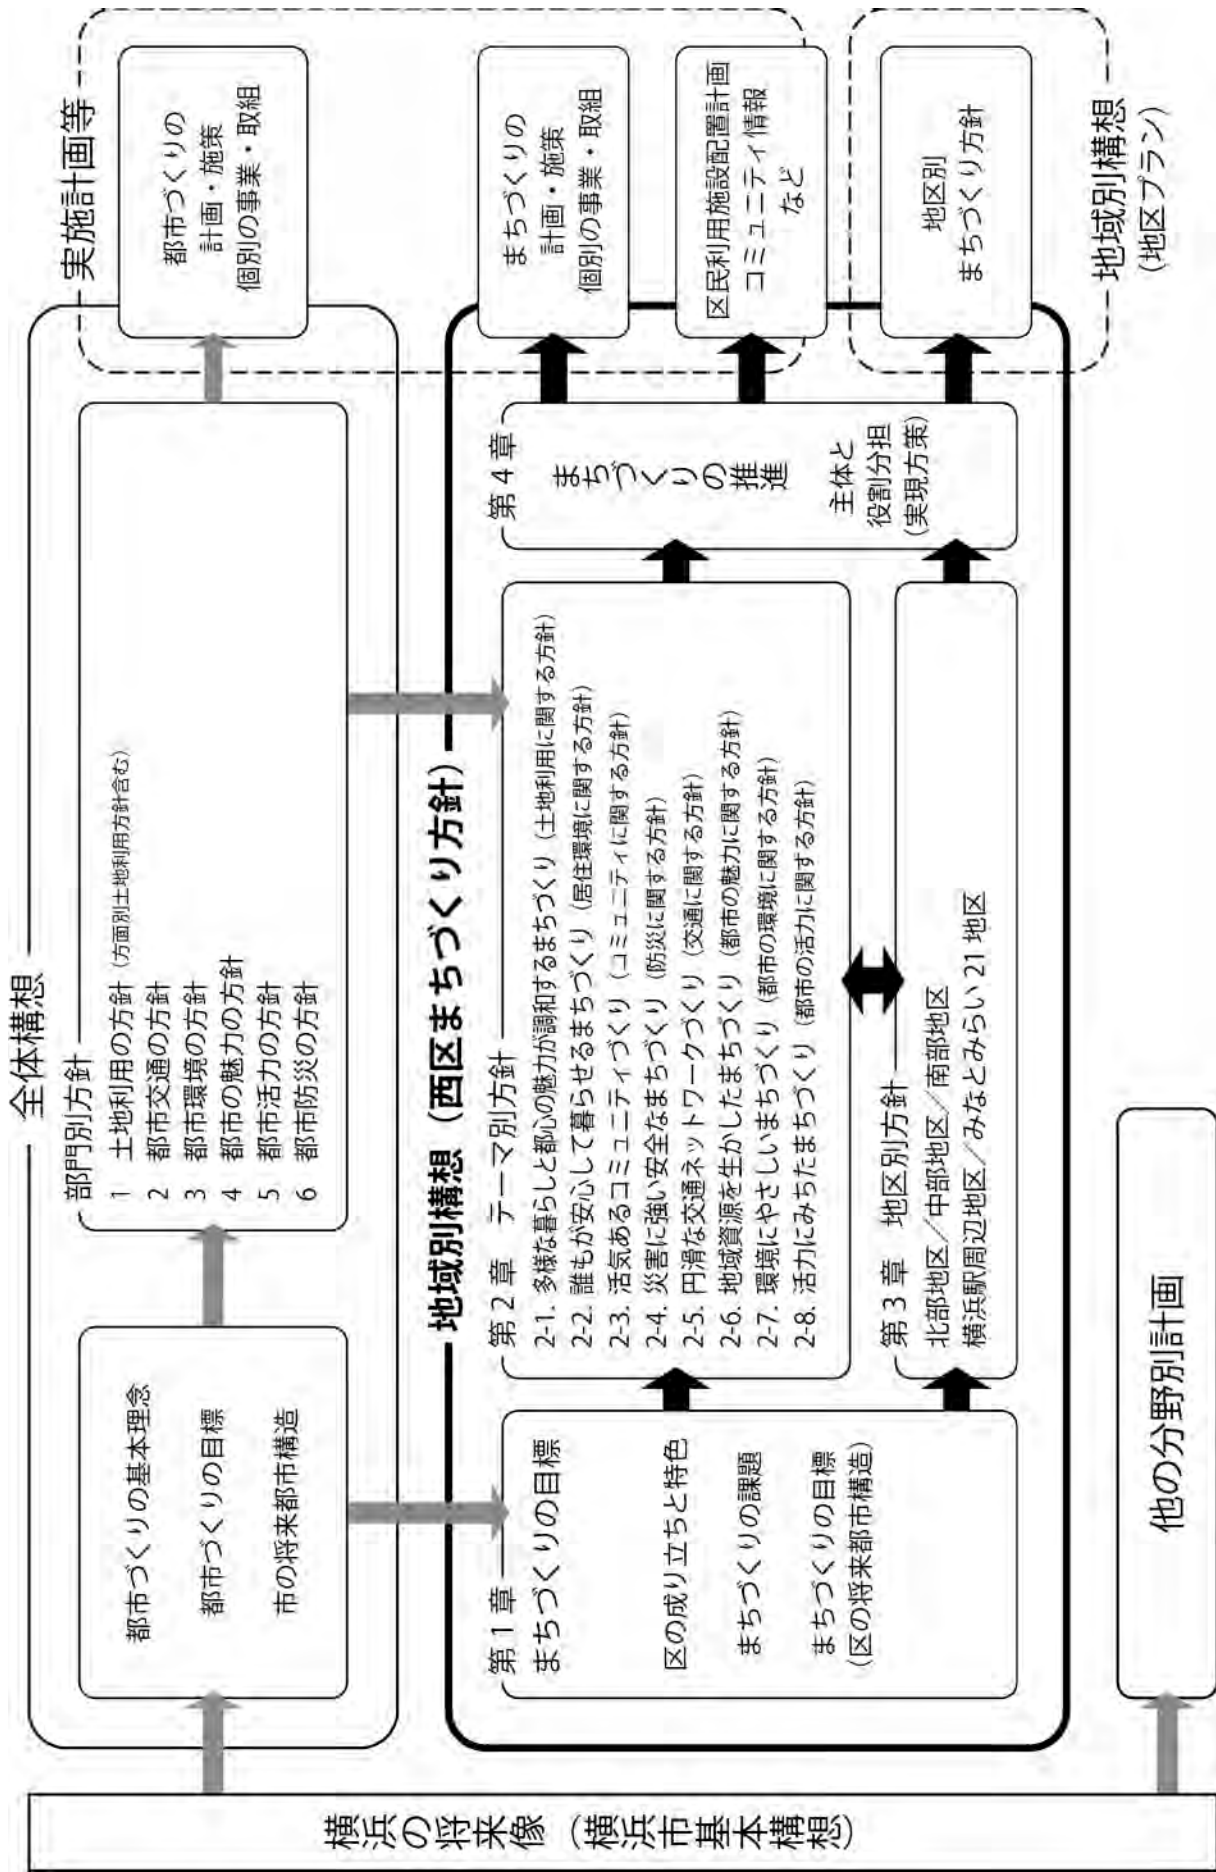 横浜の将来像（横浜市基本構想）
全体構想
都市づくりの基本理念
都市づくりの目標
市の将来都市構造
部門別方針
1 土地利用の方針（方面別土地利用方針含む）
2 都市交通の方針
3 都市環境の方針
4 都市の魅力の方針
5 都市活力の方針
6 都市防災の方針
実施計画等
都市づくりの
計画・施策
個別の事業・取組
地域別構想（西区まちづくり方針）
第1章
まちづくりの目標
区の成り立ちと特色
まちづくりの課題
まちづくりの目標
（区の将来都市構造）
第2章 テーマ別方針
2-1. 多様な暮らしと都心の魅力が調和するまちづくり（土地利用に関する方針）
2-2. 誰もが安心して暮らせるまちづくり（居住環境に関する方針）
2-3. 活気あるコミュニティづくり（コミュニティに関する方針）
2-4. 災害に強い安全なまちづくり（防災に関する方針）
2-5. 円滑な交通ネットワークづくり（交通に関する方針）
2-6. 地域資源を生かしたまちづくり（都市の魅力に関する方針）
2-7. 環境にやさしいまちづくり（都市の環境に関する方針）
2-8. 活力にみちたまちづくり（都市の活力に関する方針）
第3章 地区別方針
北部地区／中部地区／南部地区
横浜駅周辺地区／みなとみらい21地区
第4章
まちづくりの推進
主体と
役割分担
（実現方策）
まちづくりの
計画・施策
個別の事業・取組
区民利用施設配置計画
コミュニティ情報
など
地区別
まちづくり方針
地域別構想
（地区プラン）
他の分野別計画